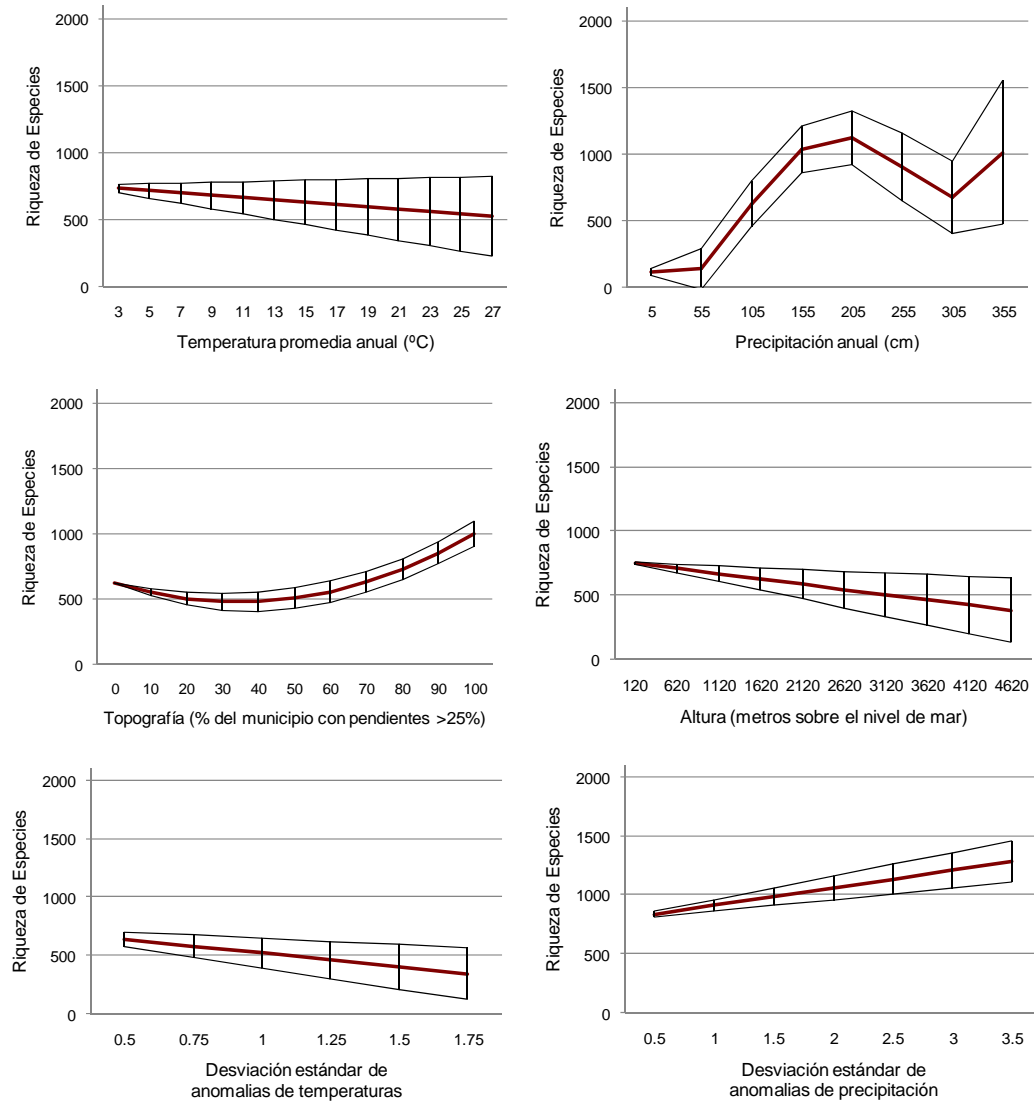 2000
1500
1000
500
0
Riqueza de Especies
3 5 7 9 11 13 15 17 19 21 23 25 27
Temperatura promedia anual (ºC)
2000
1500
1000
500
0
Riqueza de Especies
5 55 105 155 205 255 305 355
Precipitación anual (cm)
2000
1500
1000
500
0
Riqueza de Especies
0 10 20 30 40 50 60 70 80 90 100
Topografía (% del municipio con pendientes >25%)
2000
1500
1000
500
0
Riqueza de Especies
120 620 1120 1620 2120 2620 3120 3620 4120 4620
Altura (metros sobre el nivel de mar)
2000
1500
1000
500
0
Riqueza de Especies
0.5 0.75 1 1.25 1.5 1.75
Desviación estándar de
anomalias de temperaturas
2000
1500
1000
500
0
Riqueza de Especies
0.5 1 1.5 2 2.5 3 3.5
Desviación estándar de
anomalias de precipitación